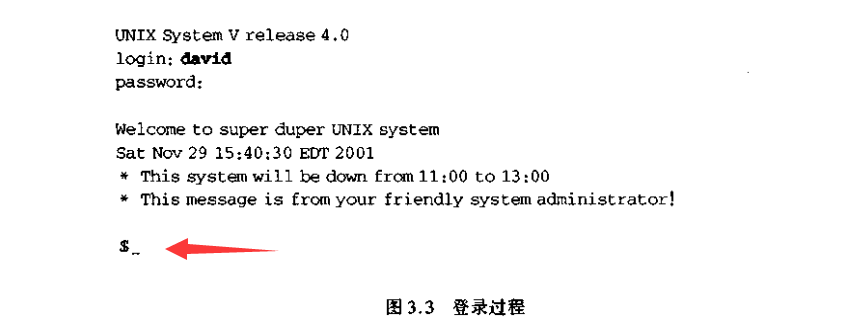 UNIX System V release 4.0
login: david
password:
Welcome to super duper UNIX system
Sat Nov 29 15:40:30 EDT 2001
* This system will be down from 11:00 to 13:00
* This message is from your friendly system administrator!
$_
图3.3 登录过程